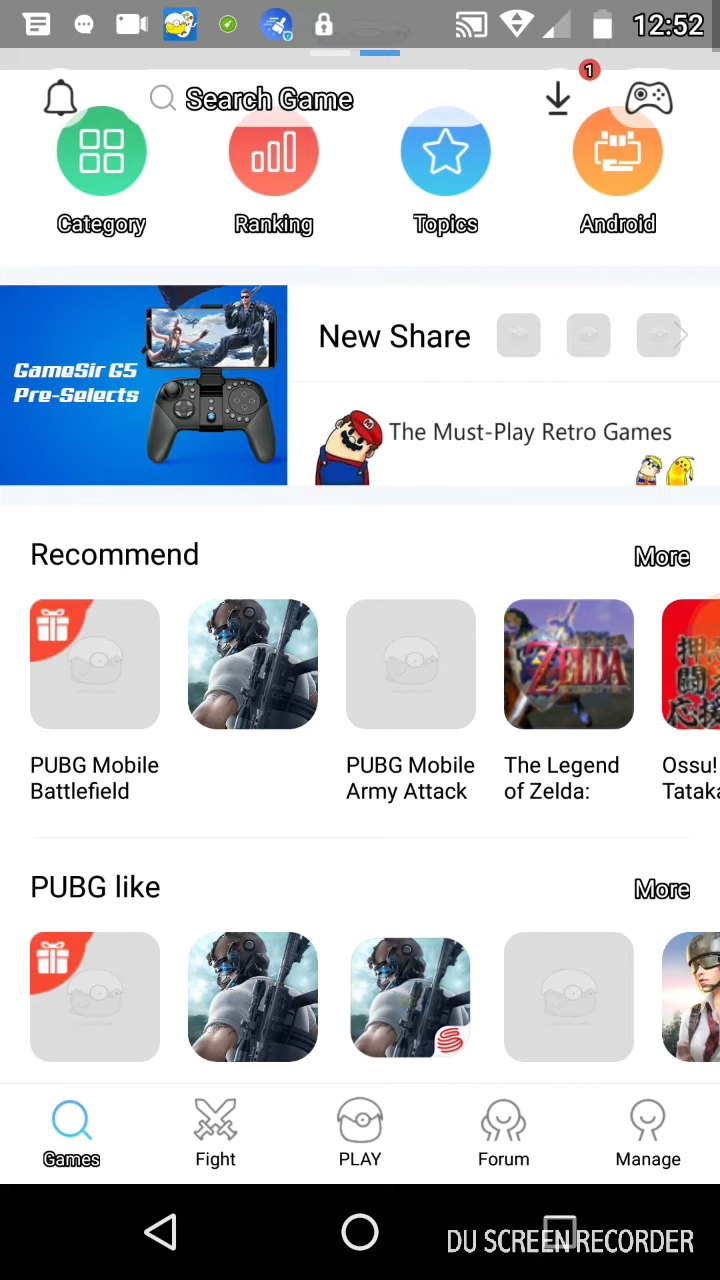 12:52
1
Search Game
Category
Ranking
Topics
Android
GameSir G5
Pre-Selects
New Share
The Must-Play Retro Games
Recommend
More
ZELDA
押忍
PUBG Mobile
Battlefield
PUBG Mobile
Army Attack
The Legend
of Zelda:
Ossu!
PUBG like
More
Games
Fight
PLAY
Forum
Manage
DU SCREEN RECORDER